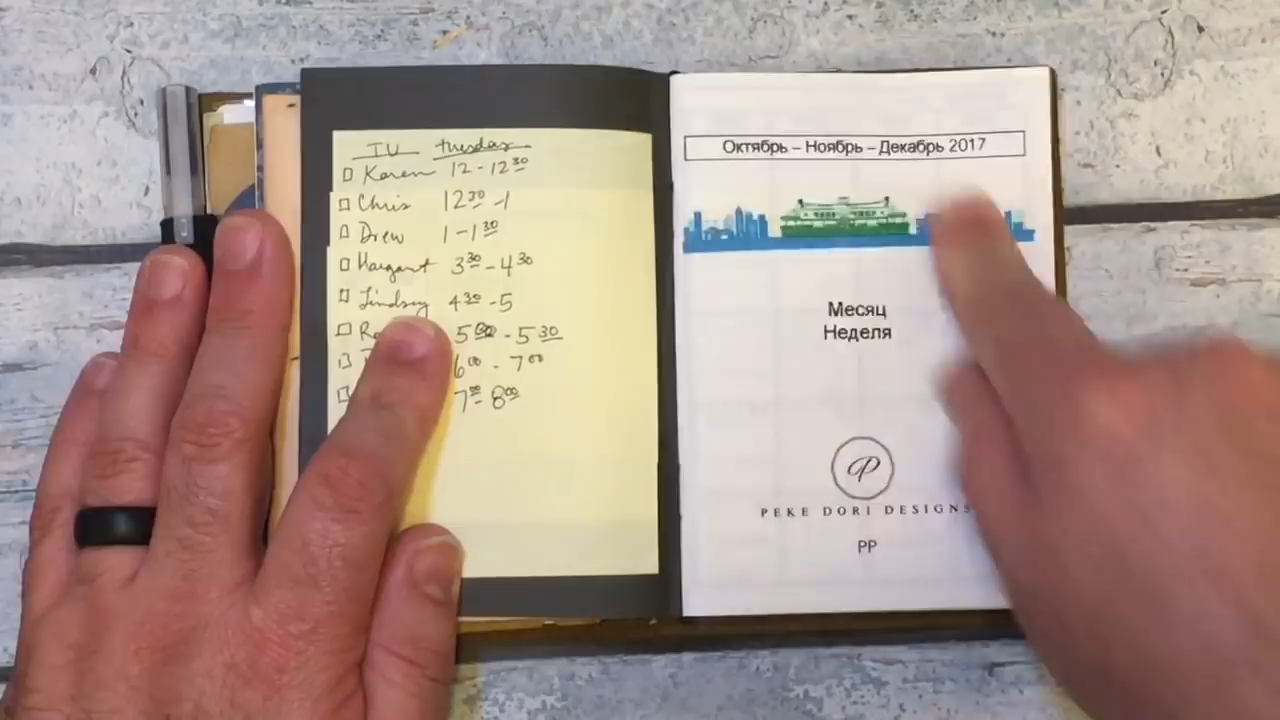 IU tuesday
Karen 12-12³⁰
Chris 12³⁰-1
Drew 1-1³⁰
Margaret 3³⁰-4³⁰
Lindsey 4³⁰-5
5⁰⁰-5³⁰
6⁰⁰-7⁰⁰
7⁰⁰-8⁰⁰
Октябрь – Ноябрь – Декабрь 2017
Месяц
Неделя
P
PEKE DORI DESIGNS
PP